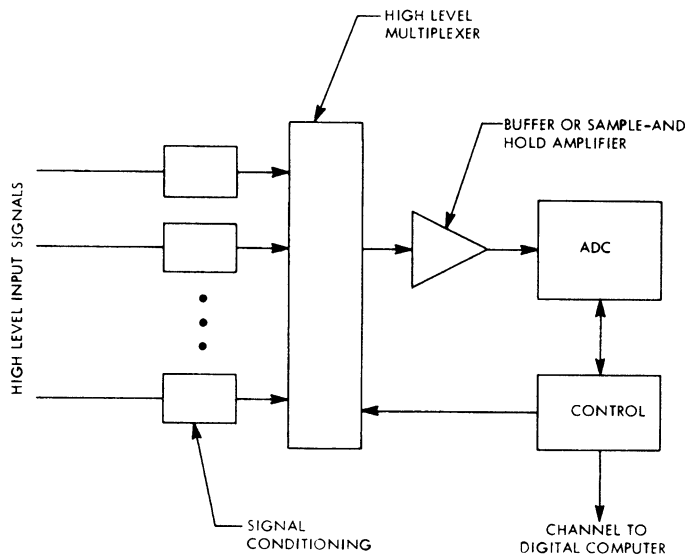 HIGH LEVEL
MULTIPLEXER
BUFFER OR SAMPLE-AND
HOLD AMPLIFIER
HIGH LEVEL INPUT SIGNALS
ADC
CONTROL
SIGNAL
CONDITIONING
CHANNEL TO
DIGITAL COMPUTER